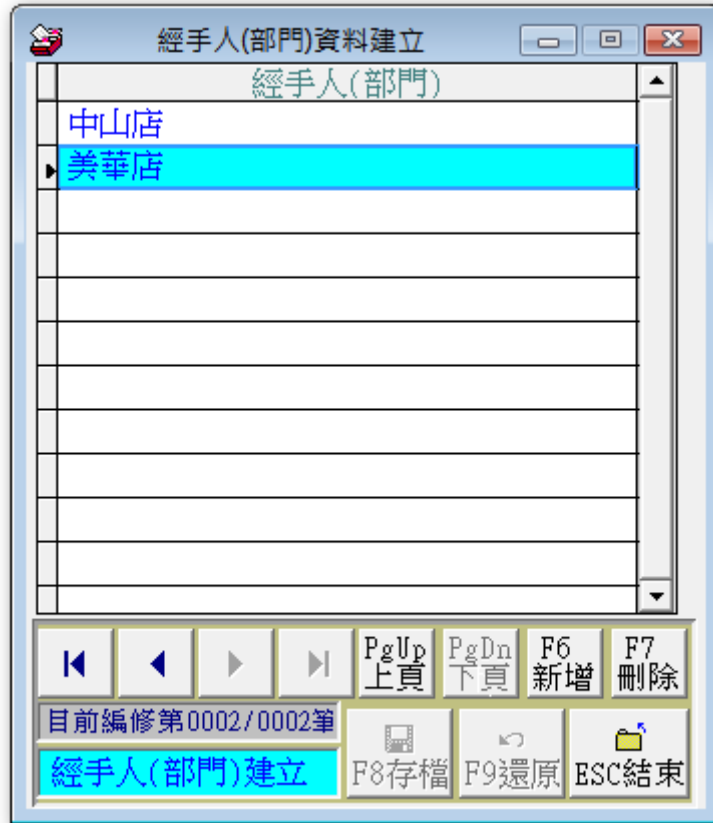 經手人(部門)資料建立
經手人(部門)
中山店
美華店
PgUp PgDn F6 F7
上頁 下頁 新增 刪除
目前編修第0002/0002筆
經手人(部門)建立 F8存檔 F9還原 ESC結束